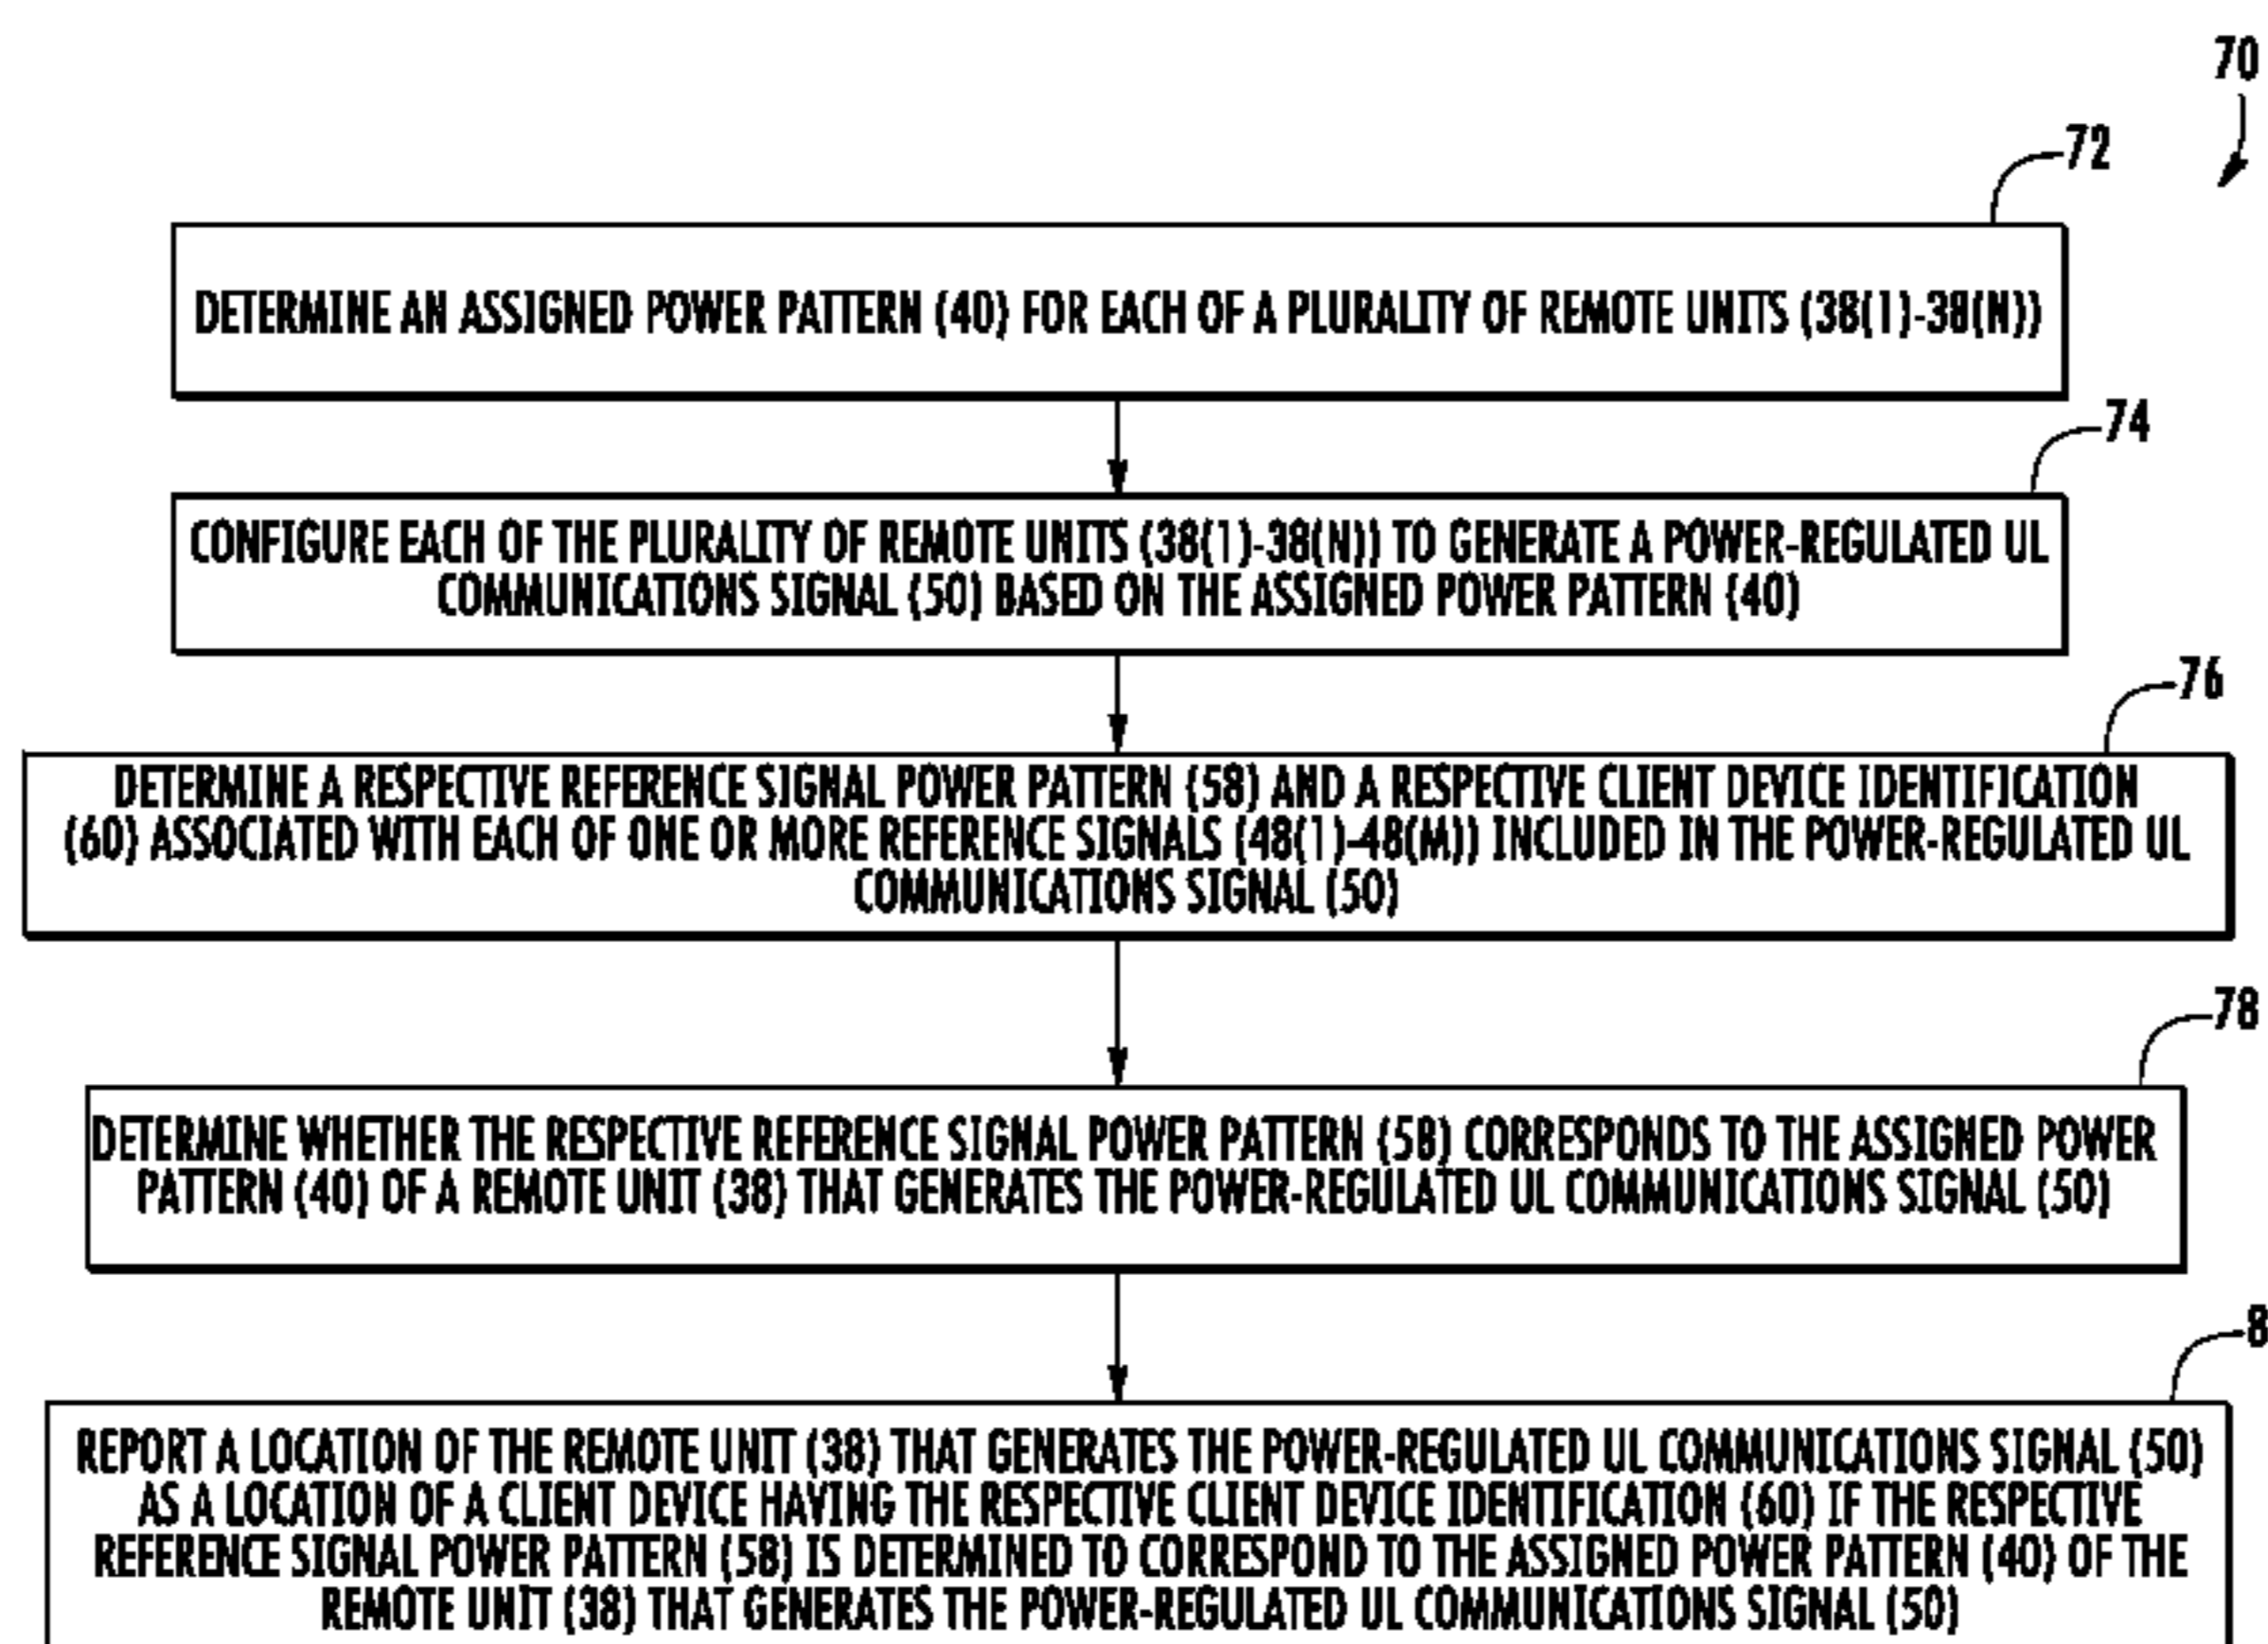 70
72
DETERMINE AN ASSIGNED POWER PATTERN (40) FOR EACH OF A PLURALITY OF REMOTE UNITS (38(1)-38(N))
74
CONFIGURE EACH OF THE PLURALITY OF REMOTE UNITS (38(1)-38(N)) TO GENERATE A POWER-REGULATED UL
COMMUNICATIONS SIGNAL (50) BASED ON THE ASSIGNED POWER PATTERN (40)
76
DETERMINE A RESPECTIVE REFERENCE SIGNAL POWER PATTERN (58) AND A RESPECTIVE CLIENT DEVICE IDENTIFICATION
(60) ASSOCIATED WITH EACH OF ONE OR MORE REFERENCE SIGNALS (48(1)-48(M)) INCLUDED IN THE POWER-REGULATED UL
COMMUNICATIONS SIGNAL (50)
78
DETERMINE WHETHER THE RESPECTIVE REFERENCE SIGNAL POWER PATTERN (58) CORRESPONDS TO THE ASSIGNED POWER
PATTERN (40) OF A REMOTE UNIT (38) THAT GENERATES THE POWER-REGULATED UL COMMUNICATIONS SIGNAL (50)
8
REPORT A LOCATION OF THE REMOTE UNIT (38) THAT GENERATES THE POWER-REGULATED UL COMMUNICATIONS SIGNAL (50)
AS A LOCATION OF A CLIENT DEVICE HAVING THE RESPECTIVE CLIENT DEVICE IDENTIFICATION (60) IF THE RESPECTIVE
REFERENCE SIGNAL POWER PATTERN (58) IS DETERMINED TO CORRESPOND TO THE ASSIGNED POWER PATTERN (40) OF THE
REMOTE UNIT (38) THAT GENERATES THE POWER-REGULATED UL COMMUNICATIONS SIGNAL (50)